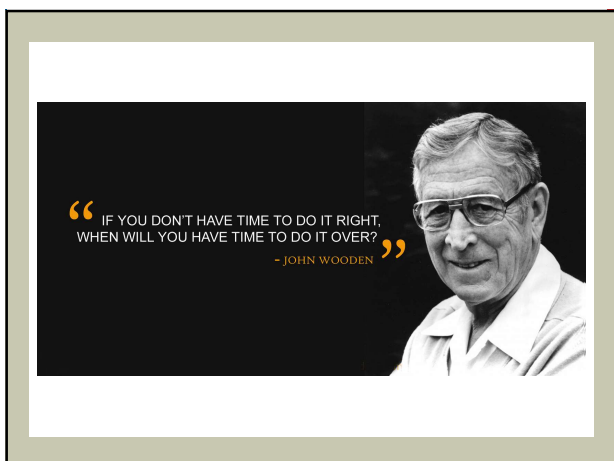 “ IF YOU DON’T HAVE TIME TO DO IT RIGHT,
WHEN WILL YOU HAVE TIME TO DO IT OVER? ”
- JOHN WOODEN